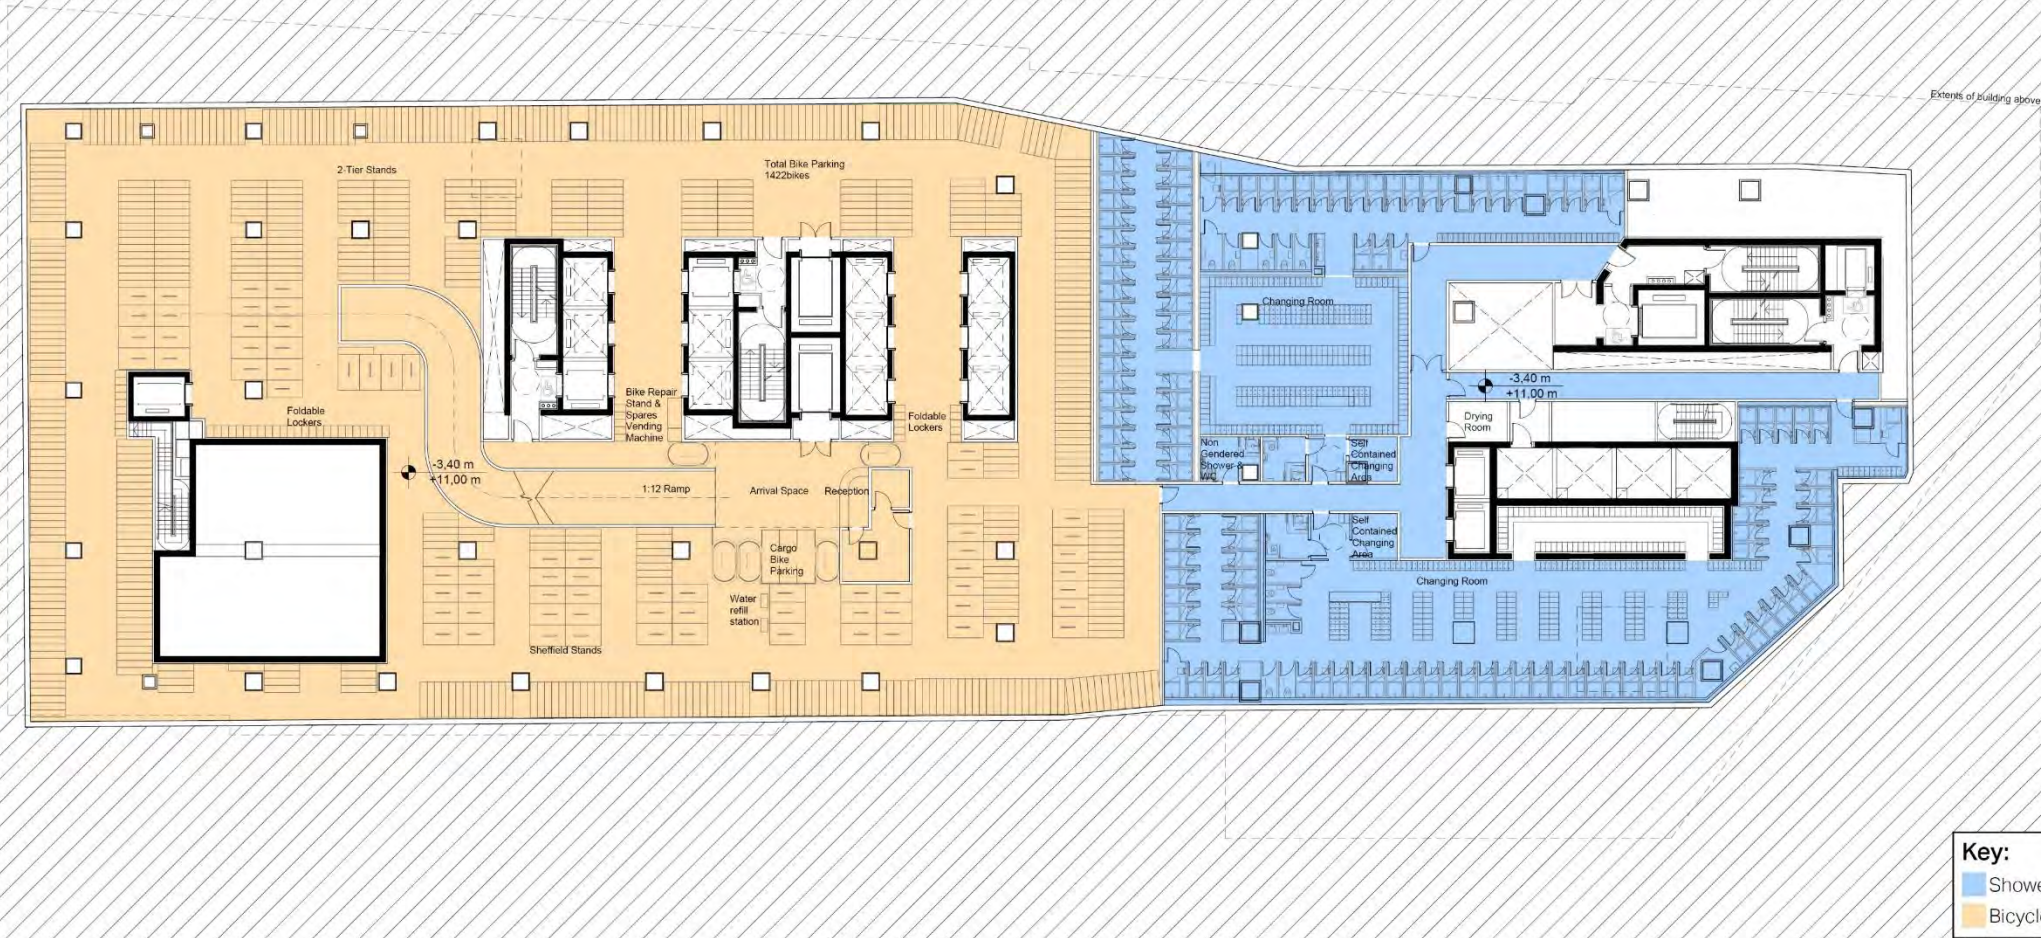 Extents of building above
2-Tier Stands
Total Bike Parking
1422bikes
Changing Room
-3,40 m
+11,00 m
Bike Repair
Stand &
Spares
Vending
Machine
Foldable
Lockers
Foldable
Lockers
Drying
Room
Non
Gendered
Shower &
WC
Self
Contained
Changing
Area
-3,40 m
+11,00 m
1:12 Ramp
Arrival Space
Reception
Self
Contained
Changing
Area
Cargo
Bike
Parking
Changing Room
Water
refill
station
Sheffield Stands
Key:
Showe
Bicycl